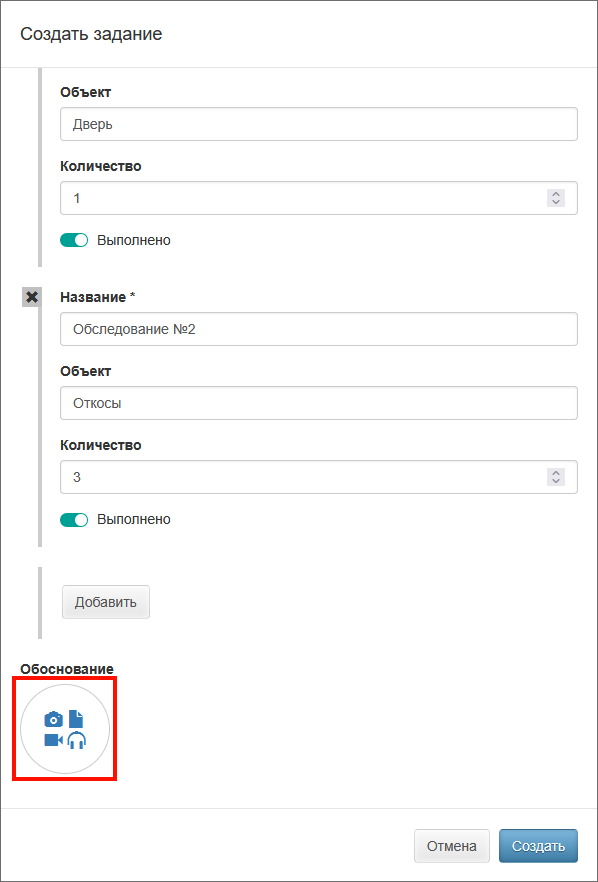 Создать задание
Объект
Дверь
Количество
1
Выполнено
Название *
Обследование №2
Объект
Откосы
Количество
3
Выполнено
Добавить
Обоснование
Отмена
Создать